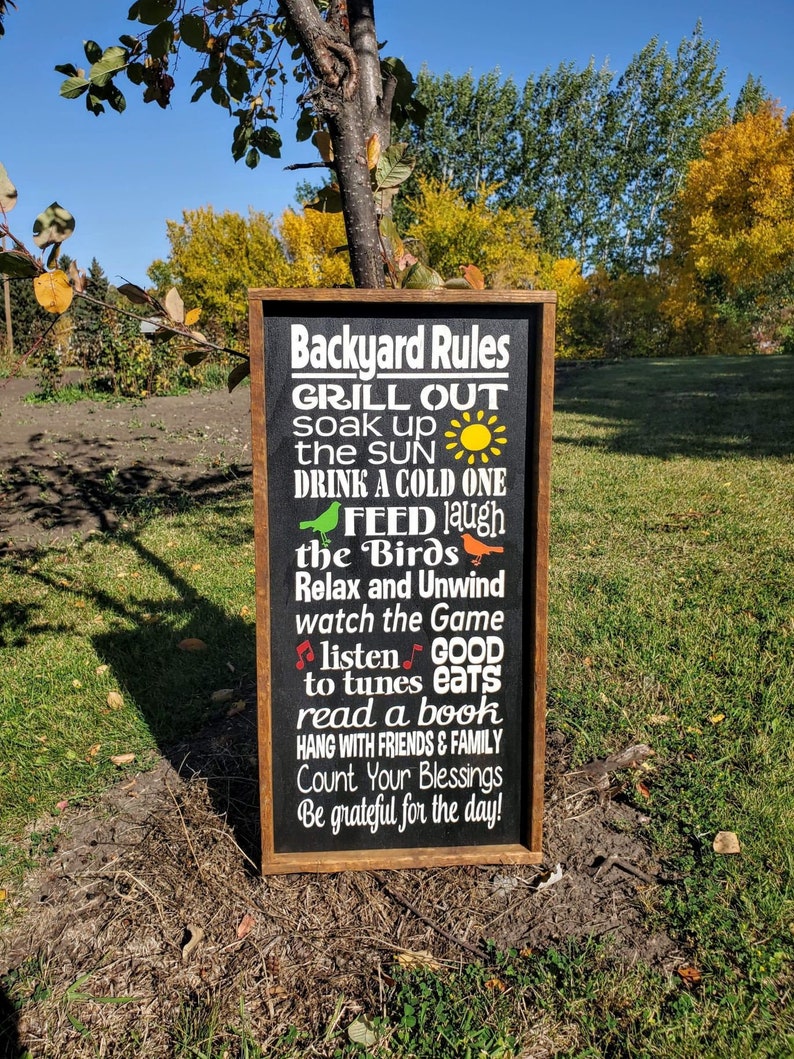 Backyard Rules
GRILL OUT
soak up
the SUN
DRINK A COLD ONE
FEED laugh
the Birds
Relax and Unwind
watch the Game
listen GOOD
to tunes eats
read a book
HANG WITH FRIENDS & FAMILY
Count Your Blessings
Be grateful for the day!